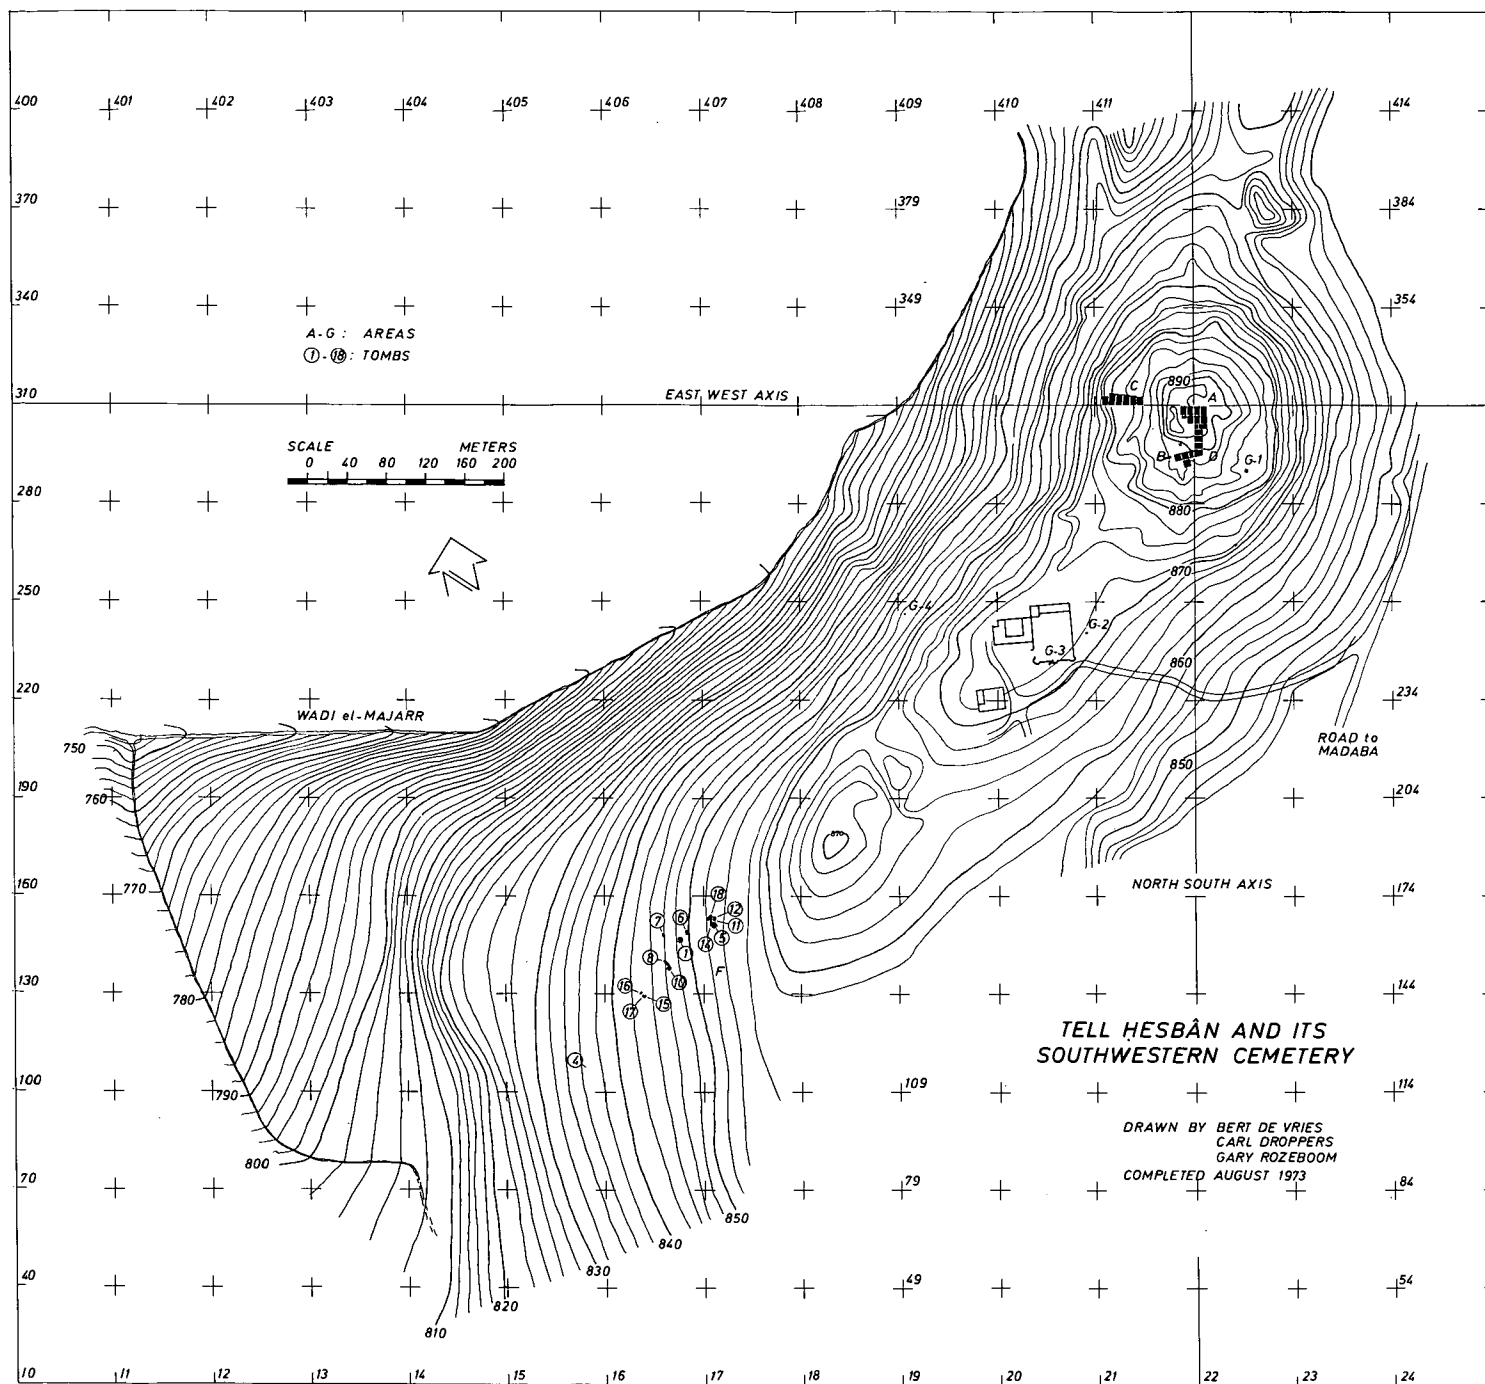 400 401 402 403 404 405 406 407 408 409 410 411 414
370 379 384
340 349 354
A-G: AREAS
①-⑱: TOMBS
890
C
A
310
EAST WEST AXIS
SCALE METERS
0 40 80 120 160 200
B
D
G-1
280
880
870
250
G-4
G-2
G-3
860
220
234
WADI el-MAJARR
ROAD to
MADABA
750
850
190
760
204
870
160
770
174
NORTH SOUTH AXIS
⑱
⑫
⑦ ⑥ ⑪
⑭ ⑤
⑧ ①
F
⑩
130
144
⑯
780
⑰ ⑮
TELL ḤESBÂN AND ITS
SOUTHWESTERN CEMETERY
④
100
790
109
114
DRAWN BY BERT DE VRIES
CARL DROPPERS
GARY ROZEBOOM
COMPLETED AUGUST 1973
800
70
79
84
850
840
830
40
49
54
820
810
10 11 12 13 14 15 16 17 18 19 20 21 22 23 24